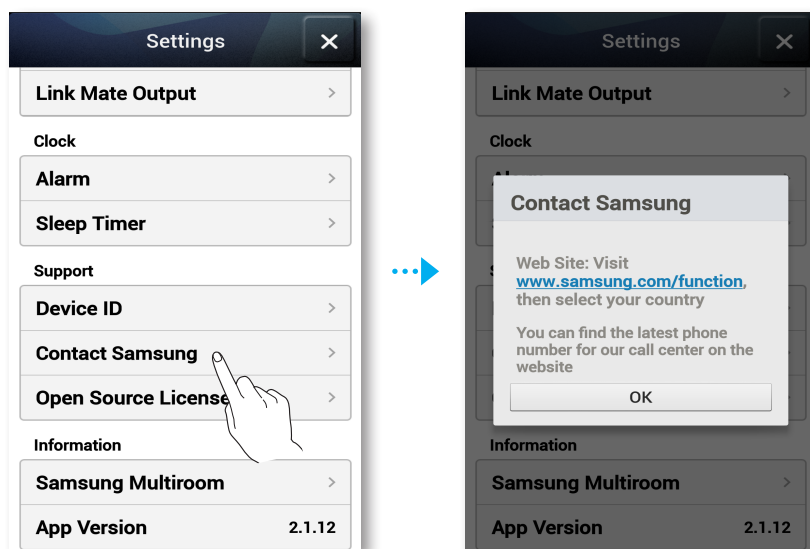 Settings
Link Mate Output
Clock
Alarm
Sleep Timer
Support
Device ID
Contact Samsung
Open Source License
Information
Samsung Multiroom
App Version 2.1.12
Settings
Link Mate Output
Clock
Contact Samsung
Web Site: Visit
www.samsung.com/function,
then select your country
You can find the latest phone
number for our call center on the
website
OK
Information
Samsung Multiroom
App Version 2.1.12